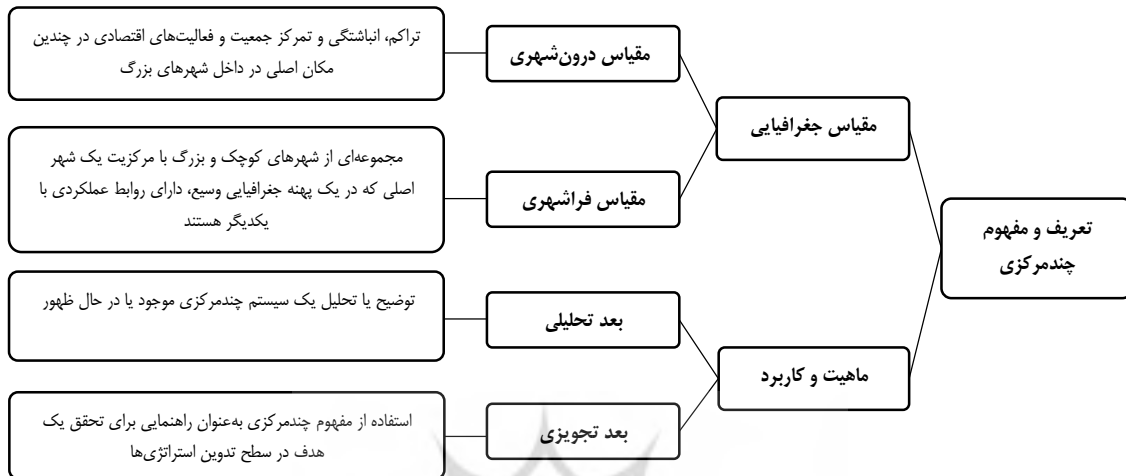 تعریف و مفهوم
چندمرکزی
مقیاس جغرافیایی
مقیاس درون‌شهری
تراکم، انباشتگی و تمرکز جمعیت و فعالیت‌های اقتصادی در چندین
مکان اصلی در داخل شهرهای بزرگ
مقیاس فراشهری
مجموعه‌ای از شهرهای کوچک و بزرگ با مرکزیت یک شهر
اصلی که در یک پهنه جغرافیایی وسیع، دارای روابط عملکردی با
یکدیگر هستند
ماهیت و کاربرد
بعد تحلیلی
توضیح یا تحلیل یک سیستم چندمرکزی موجود یا در حال ظهور
بعد تجویزی
استفاده از مفهوم چندمرکزی به‌عنوان راهنمایی برای تحقق یک
هدف در سطح تدوین استراتژی‌ها